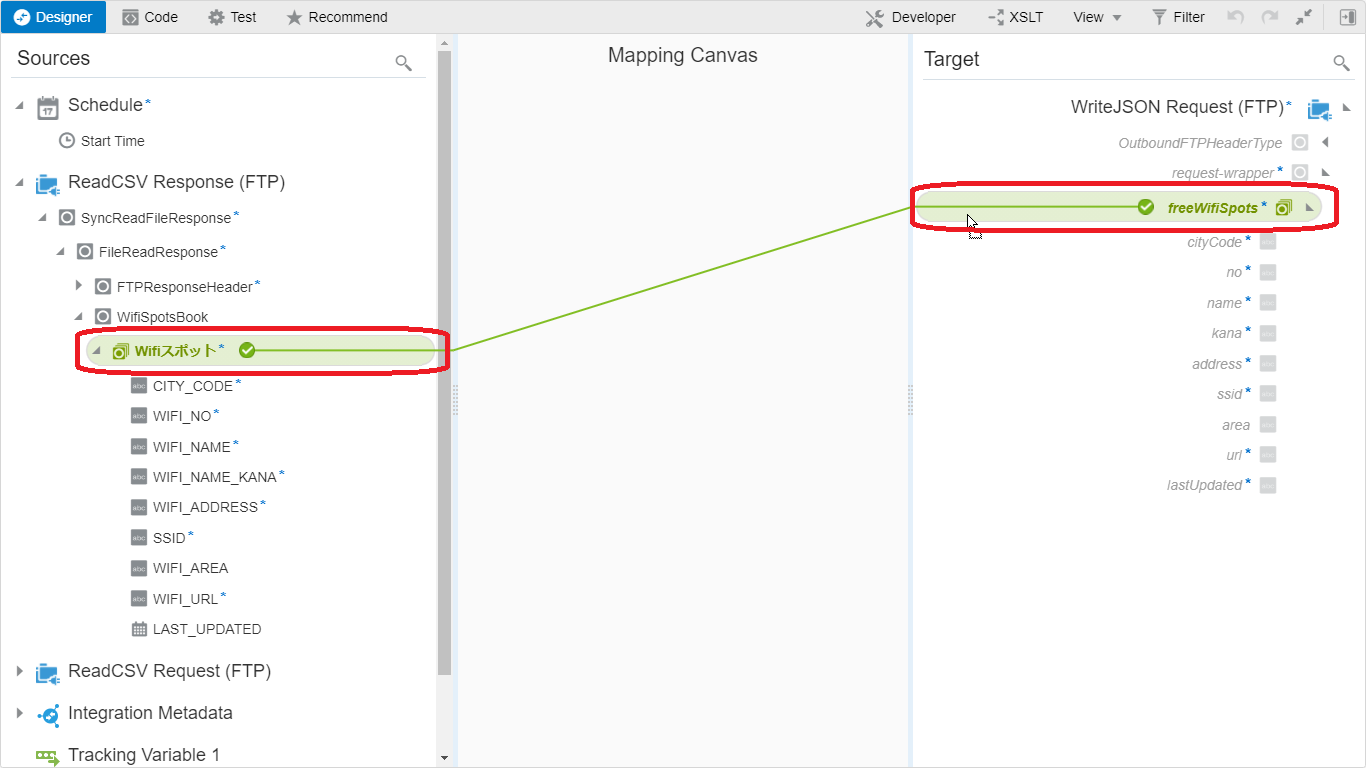 Designer Code Test Recommend Developer XSLT View Filter
Sources
Mapping Canvas
Target
Schedule*
17
Start Time
ReadCSV Response (FTP)
SyncReadFileResponse*
FileReadResponse*
FTPResponseHeader*
WifiSpotsBook
Wifiスポット*
abc CITY_CODE*
abc WIFI_NO*
abc WIFI_NAME*
abc WIFI_NAME_KANA*
abc WIFI_ADDRESS*
abc SSID*
abc WIFI_AREA
abc WIFI_URL*
LAST_UPDATED
ReadCSV Request (FTP)
Integration Metadata
Tracking Variable 1
WriteJSON Request (FTP)*
OutboundFTPHeaderType
request-wrapper*
freeWifiSpots*
cityCode*
no*
name*
kana*
address*
ssid*
area
url*
lastUpdated*